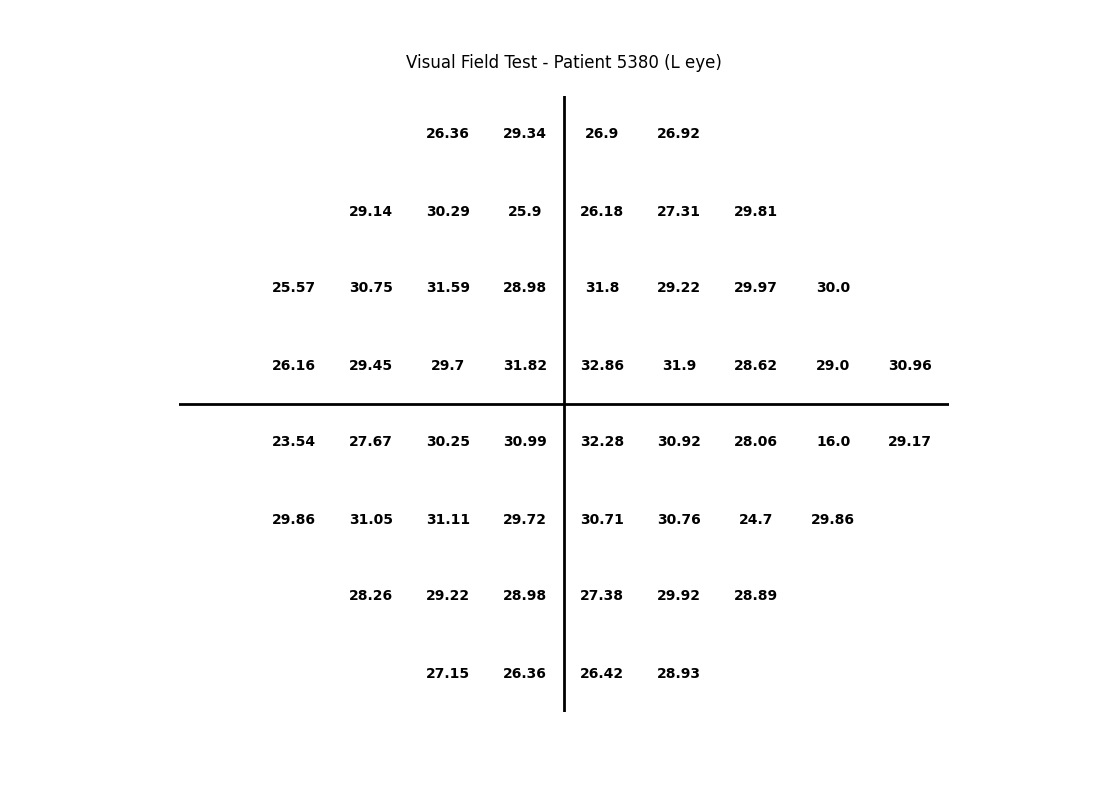 Visual Field Test - Patient 5380 (L eye)
26.36 29.34 26.9 26.92
29.14 30.29 25.9 26.18 27.31 29.81
25.57 30.75 31.59 28.98 31.8 29.22 29.97 30.0
26.16 29.45 29.7 31.82 32.86 31.9 28.62 29.0 30.96
23.54 27.67 30.25 30.99 32.28 30.92 28.06 16.0 29.17
29.86 31.05 31.11 29.72 30.71 30.76 24.7 29.86
28.26 29.22 28.98 27.38 29.92 28.89
27.15 26.36 26.42 28.93